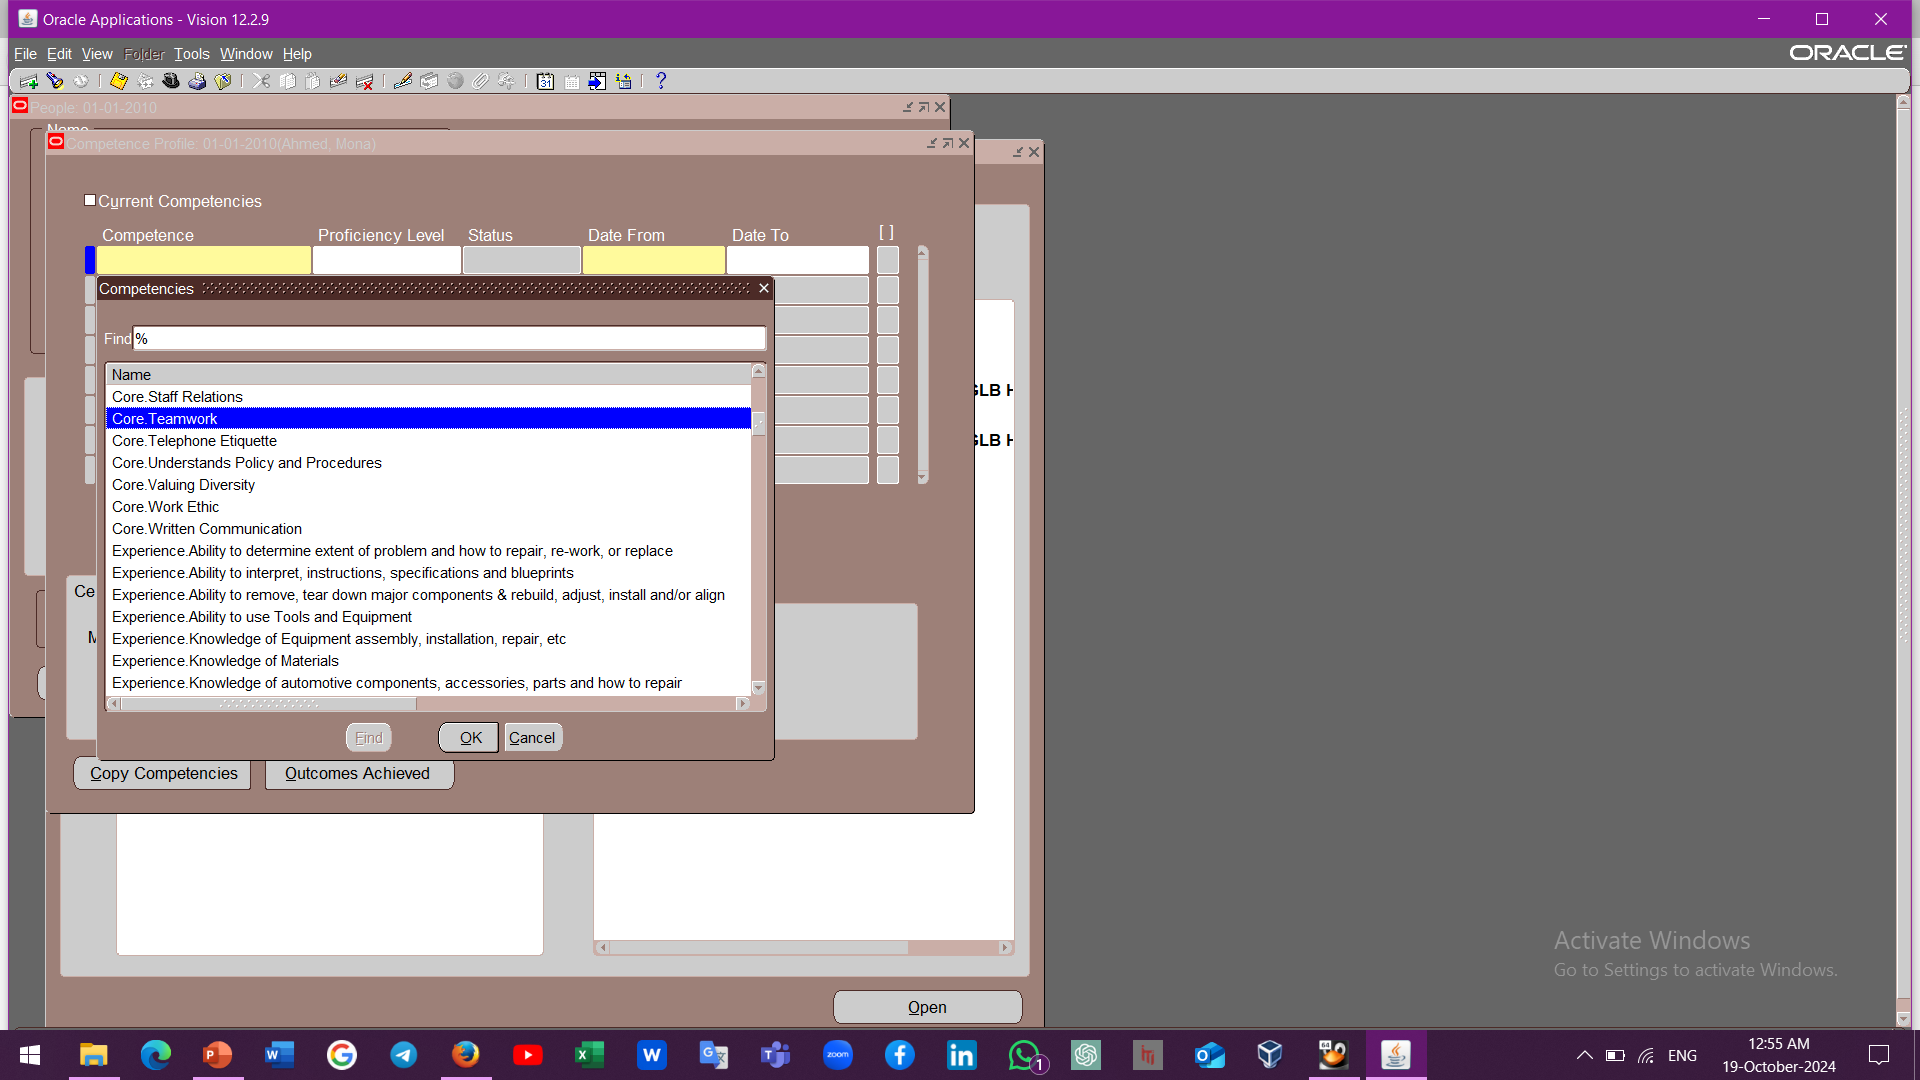 Oracle Applications - Vision 12.2.9
File Edit View Folder Tools Window Help
ORACLE
People: 01-01-2010
Name
Competence Profile: 01-01-2010(Ahmed, Mona)
Current Competencies
Competence Proficiency Level Status Date From Date To [ ]
Competencies
Find %
Name
Core.Staff Relations
Core.Teamwork
Core.Telephone Etiquette
Core.Understands Policy and Procedures
Core.Valuing Diversity
Core.Work Ethic
Core.Written Communication
Experience.Ability to determine extent of problem and how to repair, re-work, or replace
Experience.Ability to interpret, instructions, specifications and blueprints
Experience.Ability to remove, tear down major components & rebuild, adjust, install and/or align
Experience.Ability to use Tools and Equipment
Experience.Knowledge of Equipment assembly, installation, repair, etc
Experience.Knowledge of Materials
Experience.Knowledge of automotive components, accessories, parts and how to repair
GLB H
GLB H
Ce
M
Find OK Cancel
Copy Competencies Outcomes Achieved
Open
Activate Windows
Go to Settings to activate Windows.
zoom
1
ENG
12:55 AM
19-October-2024